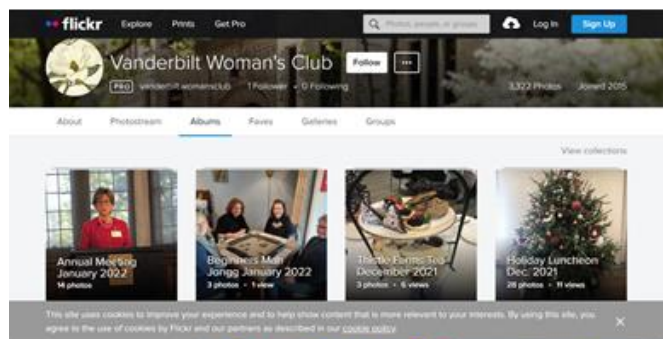 flickr Explore Prints Get Pro Photos, people, or groups Log In Sign Up
Vanderbilt Woman's Club Follow
PRO vanderbiltwomansclub 1 Follower • 0 Following 3,322 Photos Joined 2015
About Photostream Albums Faves Galleries Groups
View collections
Annual Meeting
January 2022
14 photos
Beginners Mah
Jongg January 2022
3 photos • 1 view
Thistle Farms Tea
December 2021
3 photos • 6 views
Holiday Luncheon
Dec. 2021
28 photos • 11 views
This site uses cookies to improve your experience and to help show content that is more relevant to your interests. By using this site, you
agree to the use of cookies by Flickr and our partners as described in our cookie policy.